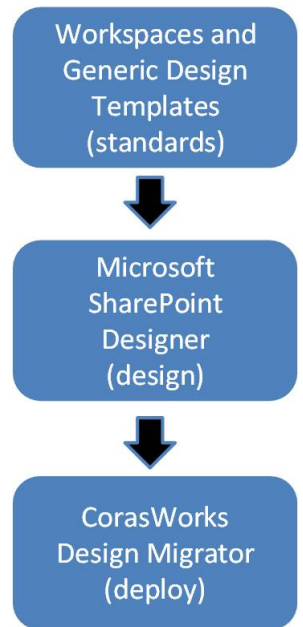 Workspaces and
Generic Design
Templates
(standards)
Microsoft
SharePoint
Designer
(design)
CorasWorks
Design Migrator
(deploy)